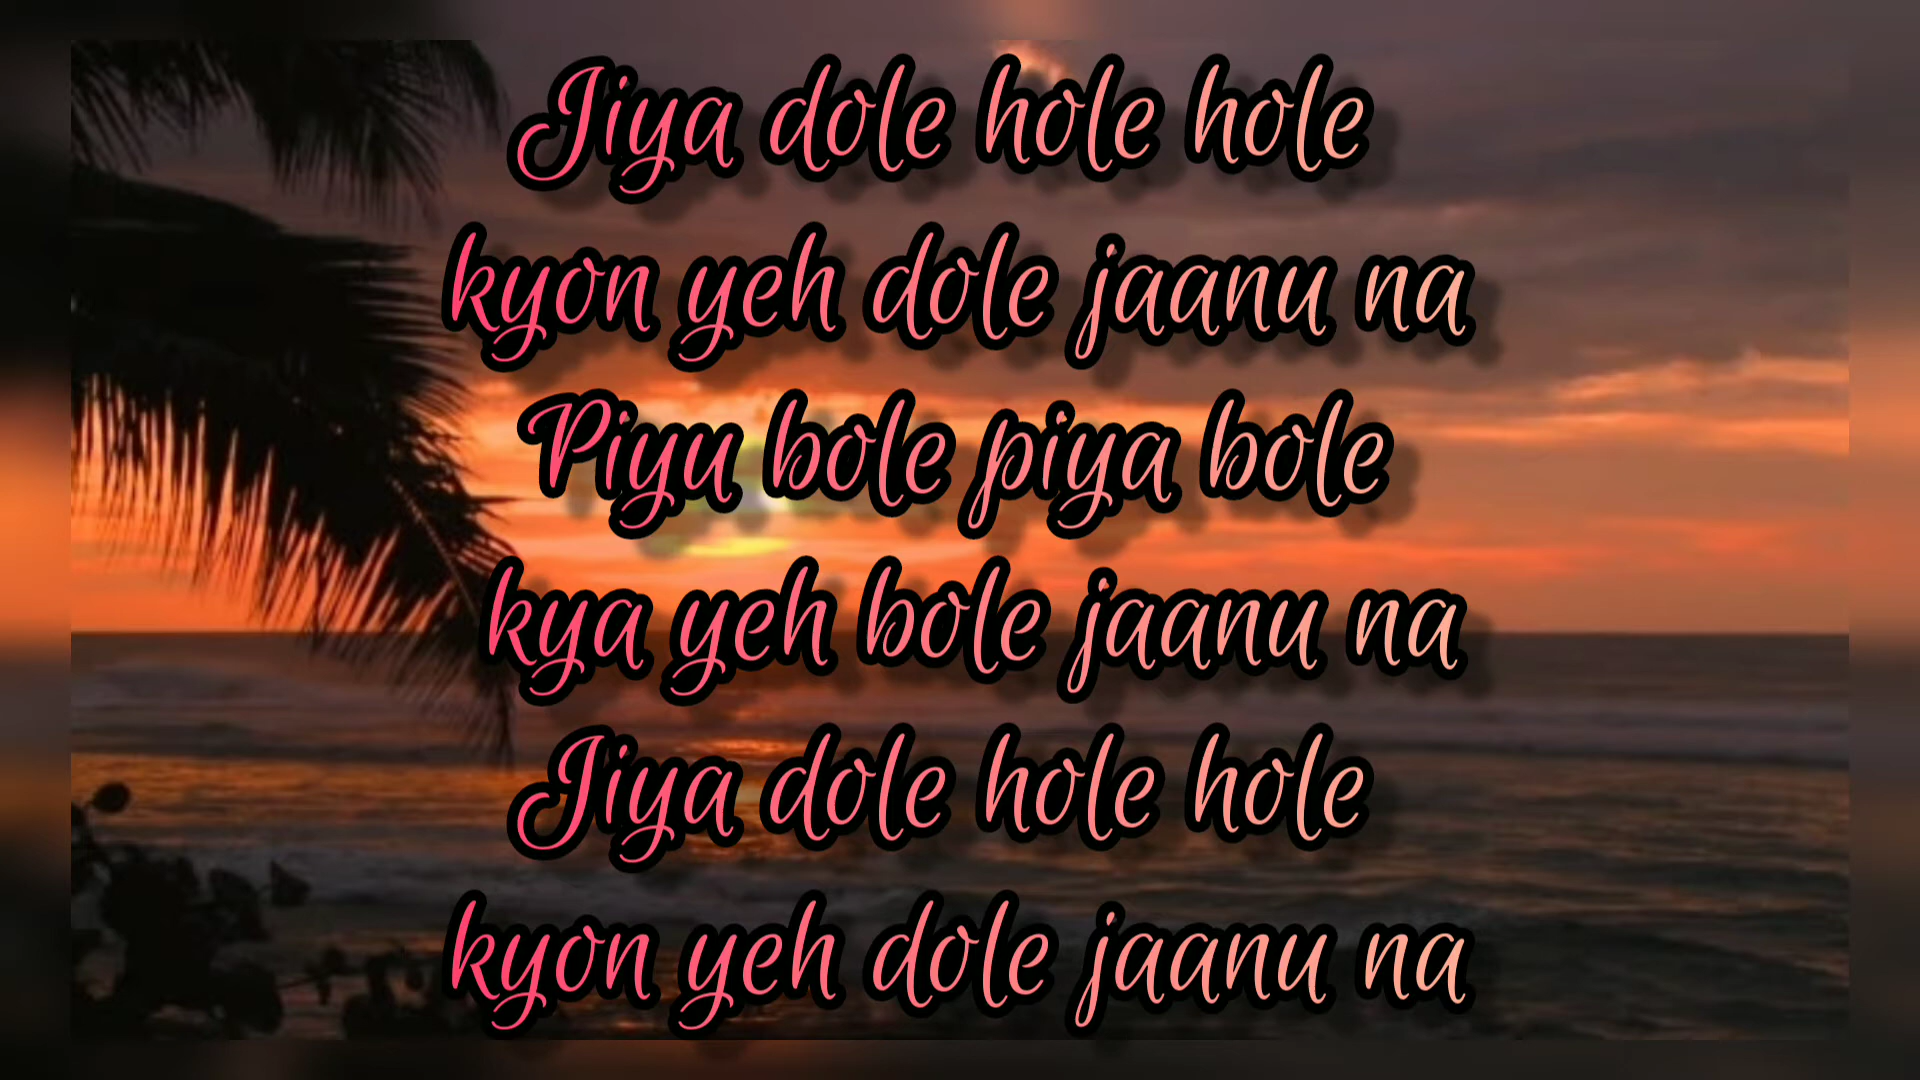 Jiya dole hole hole
kyon yeh dole jaanu na
Piyu bole piya bole
kya yeh bole jaanu na
Jiya dole hole hole
kyon yeh dole jaanu na